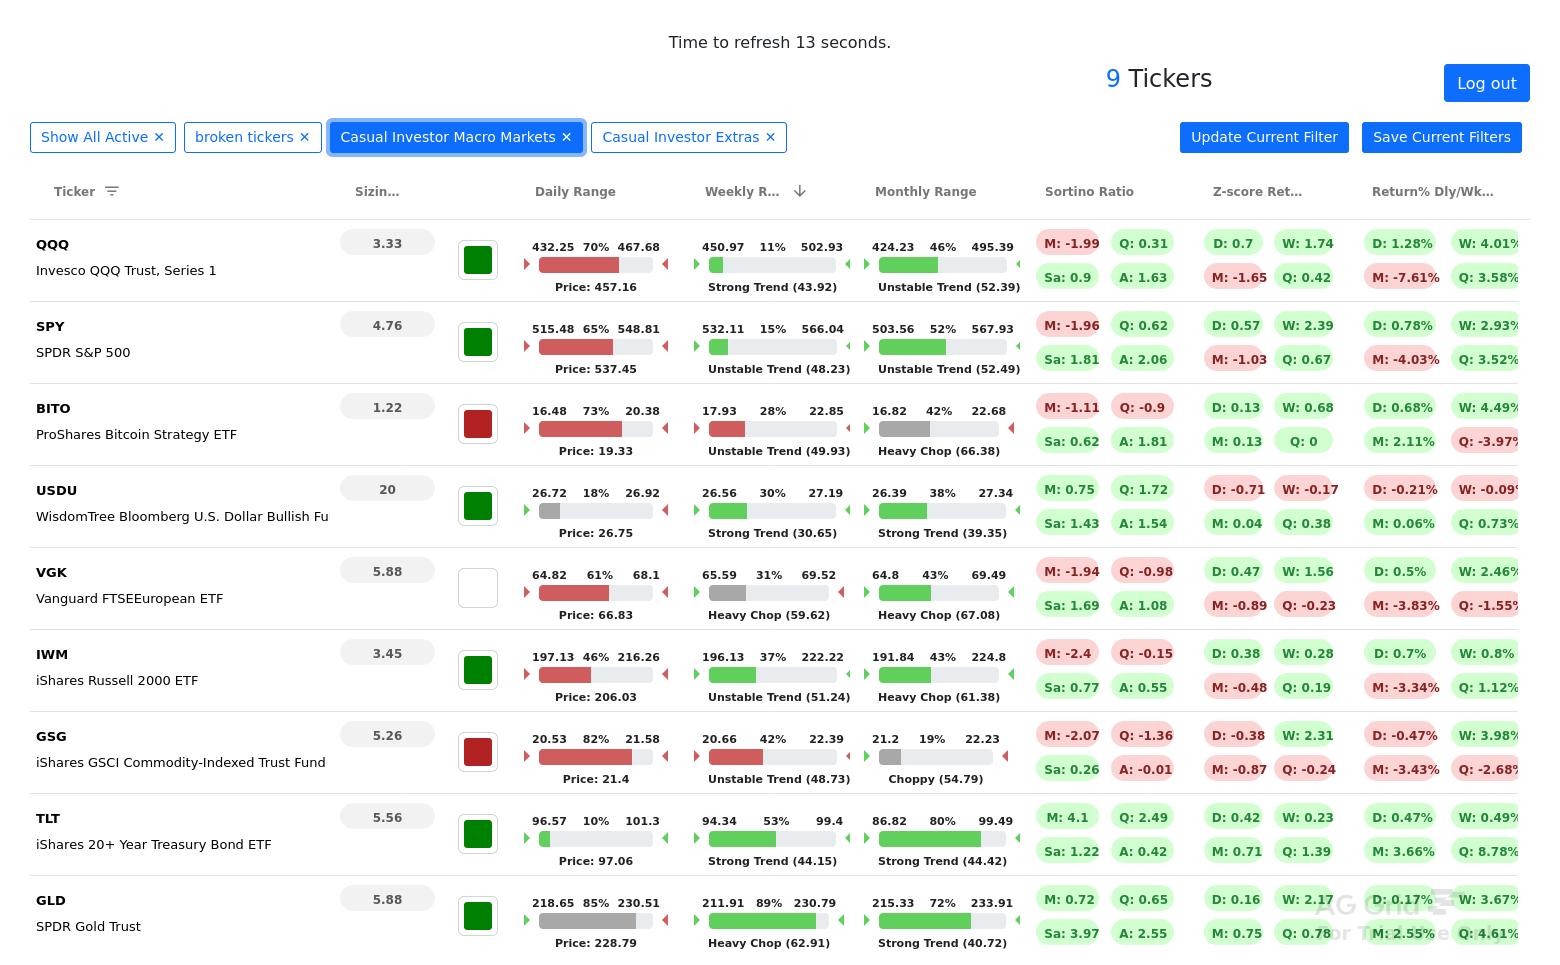 Time to refresh 13 seconds.
9 Tickers
Log out
Show All Active ✕ broken tickers ✕ Casual Investor Macro Markets ✕ Casual Investor Extras ✕ Update Current Filter Save Current Filters
Ticker Sizin... Daily Range Weekly R... Monthly Range Sortino Ratio Z-score Ret... Return% Dly/Wk...
QQQ 3.33 432.25 70% 467.68 450.97 11% 502.93 424.23 46% 495.39 M: -1.99 Q: 0.31 D: 0.7 W: 1.74 D: 1.28% W: 4.01%
Invesco QQQ Trust, Series 1 Price: 457.16 Strong Trend (43.92) Unstable Trend (52.39) Sa: 0.9 A: 1.63 M: -1.65 Q: 0.42 M: -7.61% Q: 3.58%
SPY 4.76 515.48 65% 548.81 532.11 15% 566.04 503.56 52% 567.93 M: -1.96 Q: 0.62 D: 0.57 W: 2.39 D: 0.78% W: 2.93%
SPDR S&P 500 Price: 537.45 Unstable Trend (48.23) Unstable Trend (52.49) Sa: 1.81 A: 2.06 M: -1.03 Q: 0.67 M: -4.03% Q: 3.52%
BITO 1.22 16.48 73% 20.38 17.93 28% 22.85 16.82 42% 22.68 M: -1.11 Q: -0.9 D: 0.13 W: 0.68 D: 0.68% W: 4.49%
ProShares Bitcoin Strategy ETF Price: 19.33 Unstable Trend (49.93) Heavy Chop (66.38) Sa: 0.62 A: 1.81 M: 0.13 Q: 0 M: 2.11% Q: -3.97%
USDU 20 26.72 18% 26.92 26.56 30% 27.19 26.39 38% 27.34 M: 0.75 Q: 1.72 D: -0.71 W: -0.17 D: -0.21% W: -0.09%
WisdomTree Bloomberg U.S. Dollar Bullish Fu Price: 26.75 Strong Trend (30.65) Strong Trend (39.35) Sa: 1.43 A: 1.54 M: 0.04 Q: 0.38 M: 0.06% Q: 0.73%
VGK 5.88 64.82 61% 68.1 65.59 31% 69.52 64.8 43% 69.49 M: -1.94 Q: -0.98 D: 0.47 W: 1.56 D: 0.5% W: 2.46%
Vanguard FTSEEuropean ETF Price: 66.83 Heavy Chop (59.62) Heavy Chop (67.08) Sa: 1.69 A: 1.08 M: -0.89 Q: -0.23 M: -3.83% Q: -1.55%
IWM 3.45 197.13 46% 216.26 196.13 37% 222.22 191.84 43% 224.8 M: -2.4 Q: -0.15 D: 0.38 W: 0.28 D: 0.7% W: 0.8%
iShares Russell 2000 ETF Price: 206.03 Unstable Trend (51.24) Heavy Chop (61.38) Sa: 0.77 A: 0.55 M: -0.48 Q: 0.19 M: -3.34% Q: 1.12%
GSG 5.26 20.53 82% 21.58 20.66 42% 22.39 21.2 19% 22.23 M: -2.07 Q: -1.36 D: -0.38 W: 2.31 D: -0.47% W: 3.98%
iShares GSCI Commodity-Indexed Trust Fund Price: 21.4 Unstable Trend (48.73) Choppy (54.79) Sa: 0.26 A: -0.01 M: -0.87 Q: -0.24 M: -3.43% Q: -2.68%
TLT 5.56 96.57 10% 101.3 94.34 53% 99.4 86.82 80% 99.49 M: 4.1 Q: 2.49 D: 0.42 W: 0.23 D: 0.47% W: 0.49%
iShares 20+ Year Treasury Bond ETF Price: 97.06 Strong Trend (44.15) Strong Trend (44.42) Sa: 1.22 A: 0.42 M: 0.71 Q: 1.39 M: 3.66% Q: 8.78%
GLD 5.88 218.65 85% 230.51 211.91 89% 230.79 215.33 72% 233.91 M: 0.72 Q: 0.65 D: 0.16 W: 2.17 D: 0.17% W: 3.67%
SPDR Gold Trust Price: 228.79 Heavy Chop (62.91) Strong Trend (40.72) Sa: 3.97 A: 2.55 M: 0.75 Q: 0.78 M: 2.55% Q: 4.61%
AG Grid
For Trial Use Only